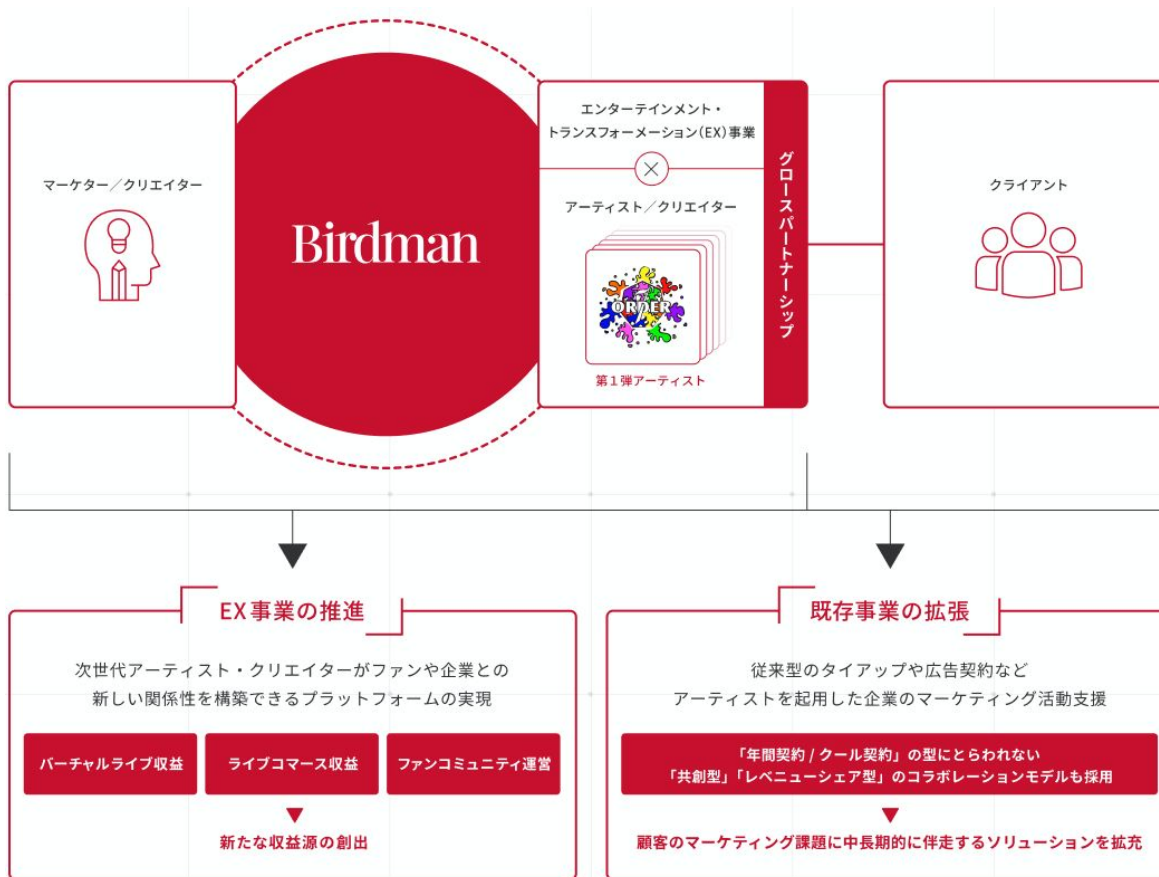 マーケター／クリエイター
Birdman
エンターテインメント・
トランスフォーメーション（EX）事業
アーティスト／クリエイター
ORDER
第1弾アーティスト
グロースパートナーシップ
クライアント
EX事業の推進
次世代アーティスト・クリエイターがファンや企業との
新しい関係性を構築できるプラットフォームの実現
バーチャルライブ収益
ライブコマース収益
ファンコミュニティ運営
新たな収益源の創出
既存事業の拡張
従来型のタイアップや広告契約など
アーティストを起用した企業のマーケティング活動支援
「年間契約 / クール契約」の型にとらわれない
「共創型」「レベニューシェア型」のコラボレーションモデルも採用
顧客のマーケティング課題に中長期的に伴走するソリューションを拡充